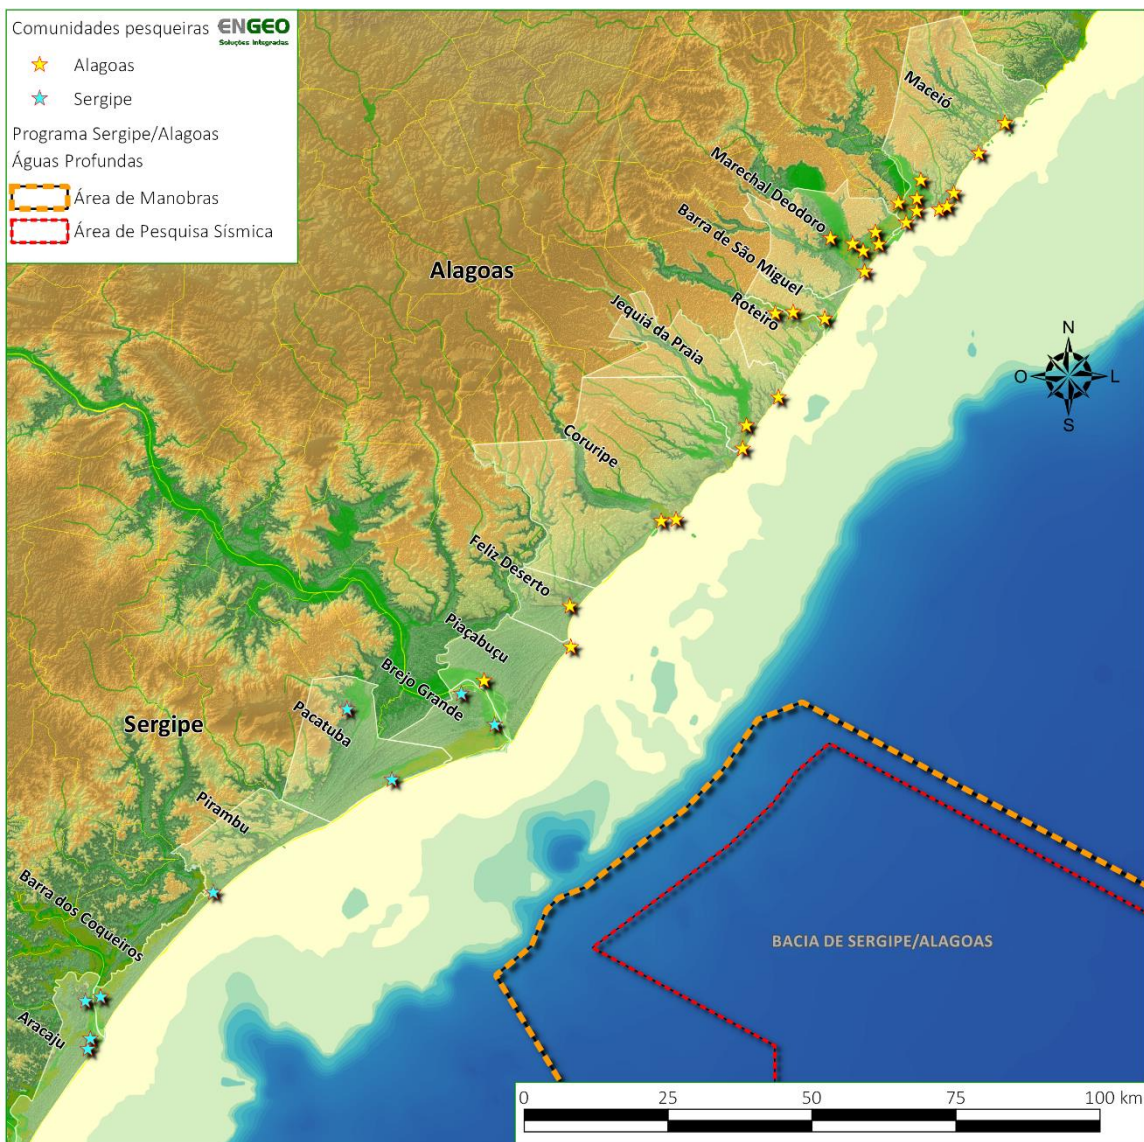 Comunidades pesqueiras
ENGEO
Soluções Integradas
Alagoas
Sergipe
Programa Sergipe/Alagoas
Águas Profundas
Área de Manobras
Área de Pesquisa Sísmica
Maceió
Marechal Deodoro
Barra de São Miguel
Alagoas
Roteiro
Jequiá da Praia
N
O
L
S
Coruripe
Feliz Deserto
Piaçabuçu
Brejo Grande
Pacatuba
Sergipe
Pirambu
Barra dos Coqueiros
BACIA DE SERGIPE/ALAGOAS
Aracaju
0 25 50 75 100 km